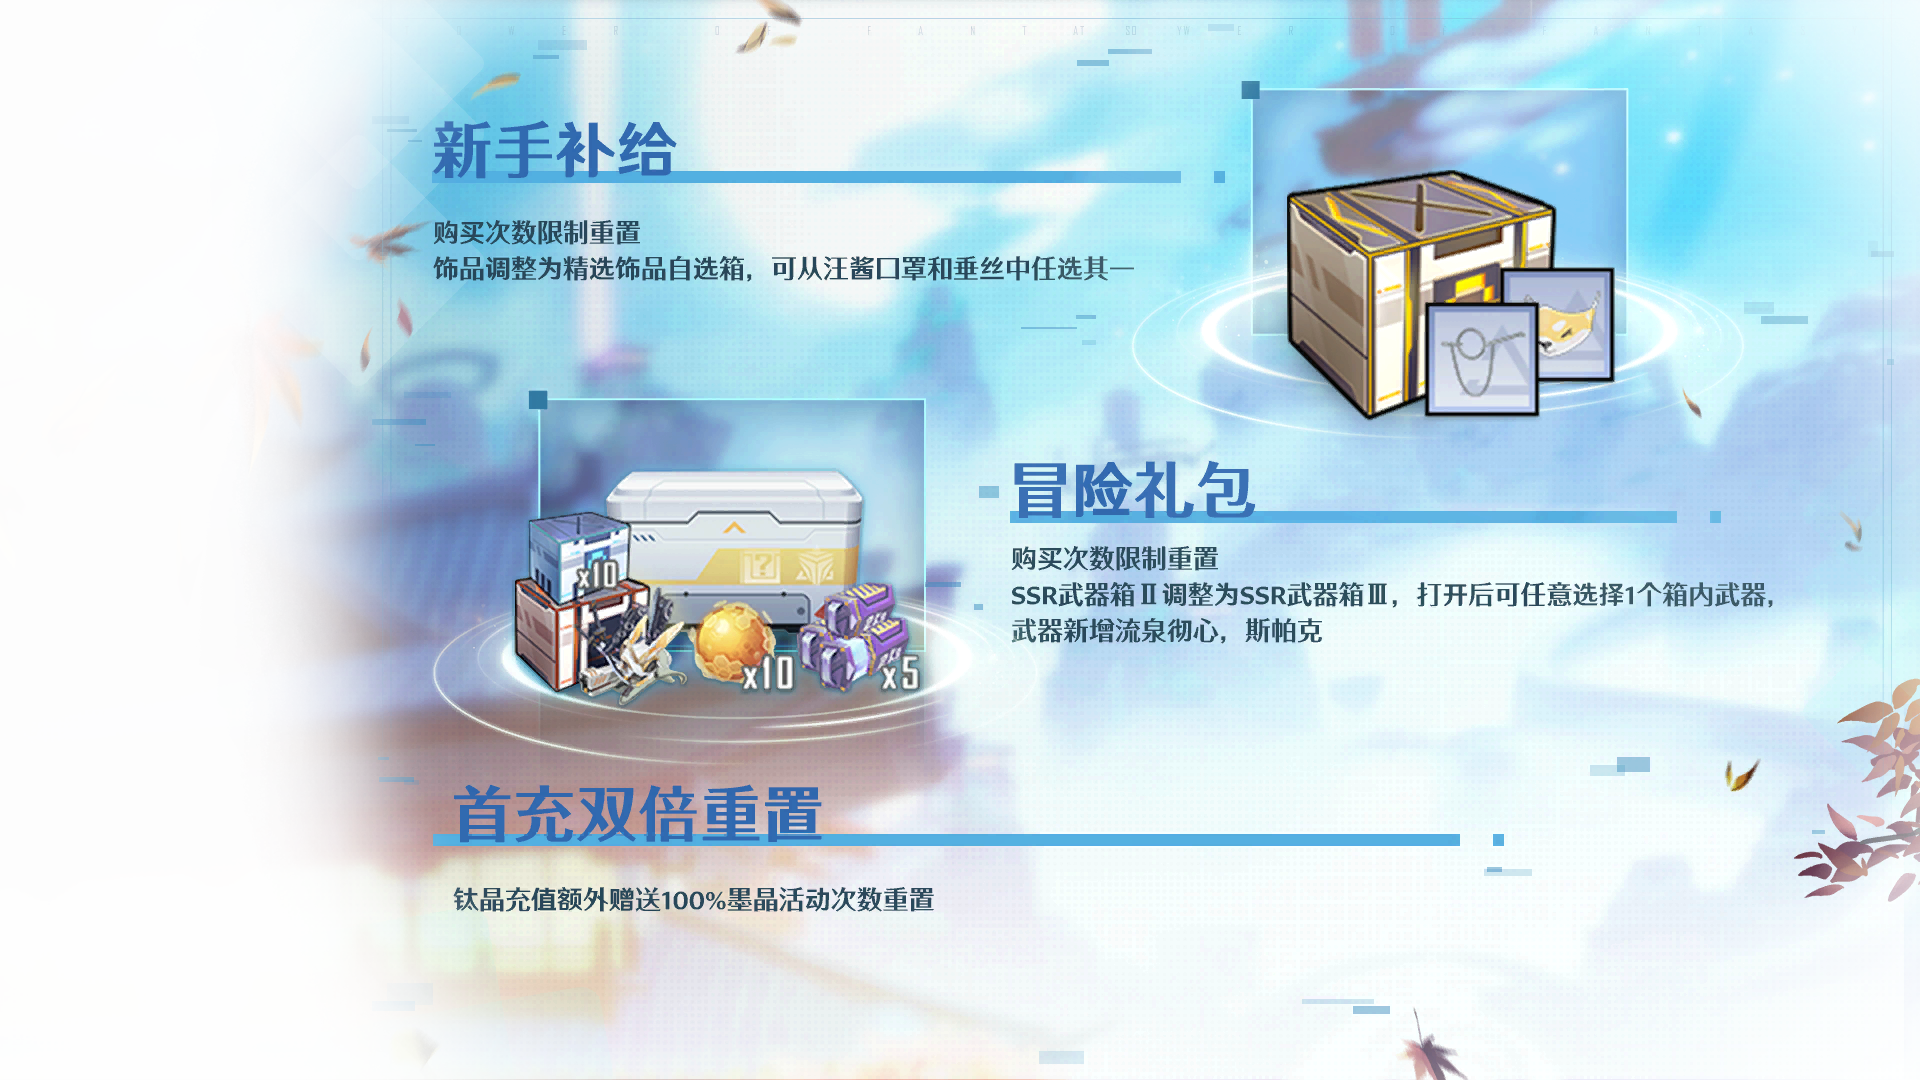 新手补给
购买次数限制重置
饰品调整为精选饰品自选箱，可从汪酱口罩和垂丝中任选其一
冒险礼包
购买次数限制重置
SSR武器箱Ⅱ调整为SSR武器箱Ⅲ，打开后可任意选择1个箱内武器，
武器新增流泉彻心，斯帕克
x10
x10
x5
首充双倍重置
钛晶充值额外赠送100%墨晶活动次数重置